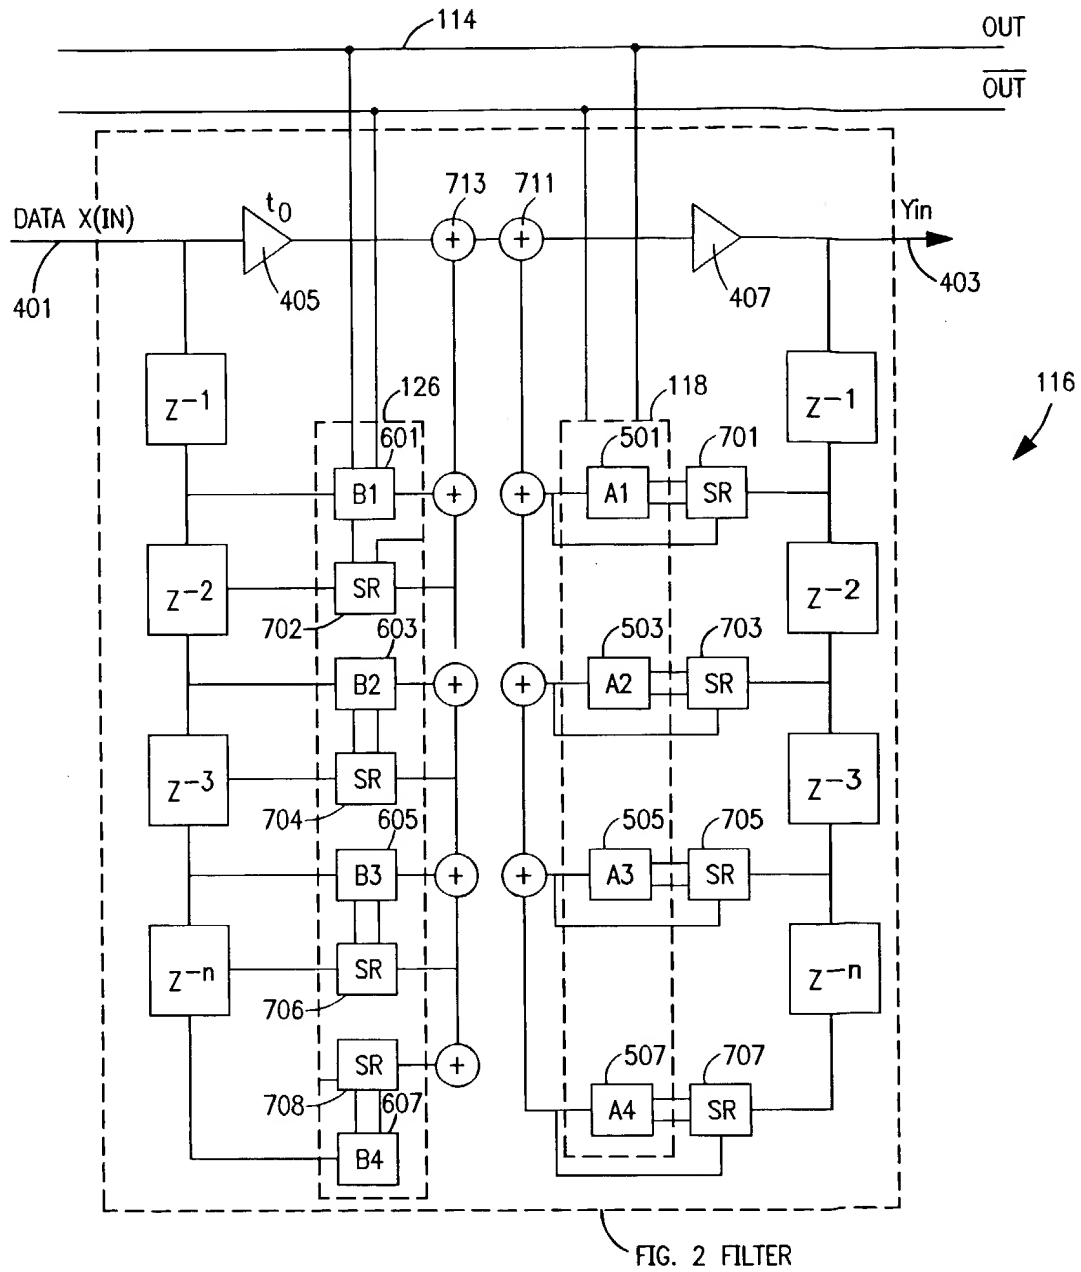 114
OUT
OUT
713
711
t0
DATA X(IN)
Yin
+
+
401
405
407
403
116
Z-1
126
118
Z-1
601
501
701
B1
+
+
A1
SR
Z-2
SR
Z-2
702
603
503
703
B2
+
+
A2
SR
Z-3
SR
Z-3
704
605
505
705
B3
+
+
A3
SR
Z-n
SR
Z-n
706
507
707
SR
+
708
607
A4
SR
B4
FIG. 2 FILTER